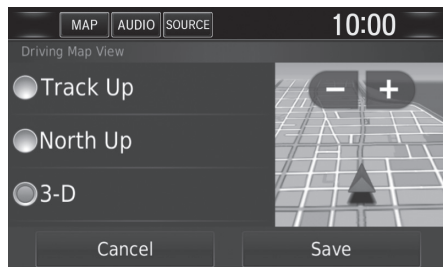 MAP AUDIO SOURCE 10:00
Driving Map View
Track Up
North Up
3-D
Cancel Save